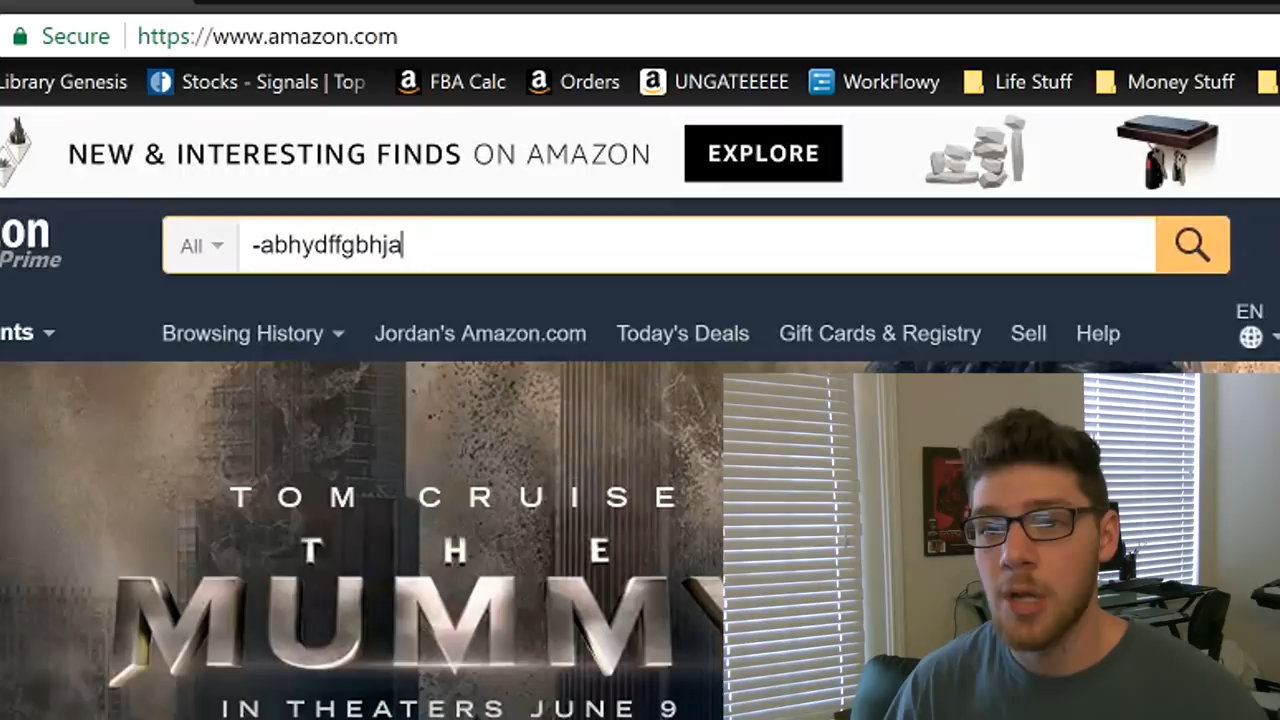 Secure https://www.amazon.com
Library Genesis Stocks - Signals | Top FBA Calc Orders UNGATEEEEE WorkFlowy Life Stuff Money Stuff
NEW & INTERESTING FINDS ON AMAZON EXPLORE
on
Prime
All -abhydffgbhja
EN
nts Browsing History Jordan's Amazon.com Today's Deals Gift Cards & Registry Sell Help
TOM CRUISE
THE
MUMMY
IN THEATERS JUNE 9